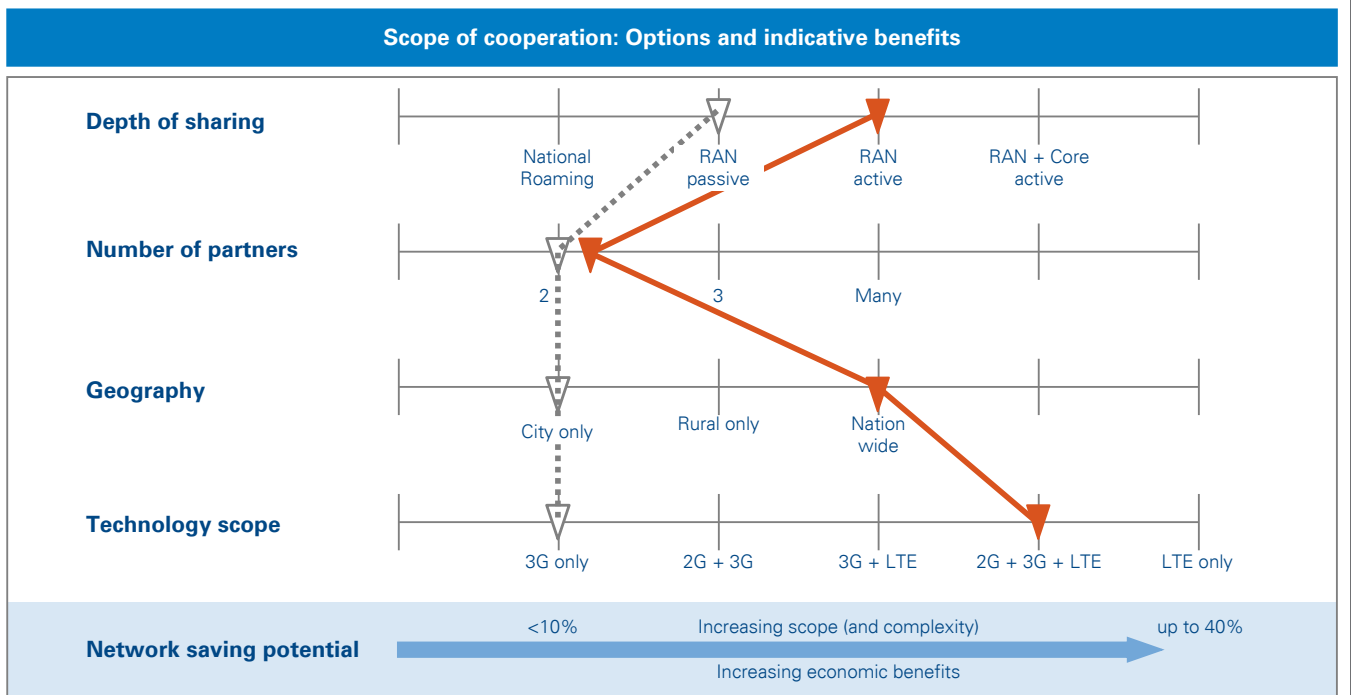 Scope of cooperation: Options and indicative benefits
Depth of sharing
National
Roaming
RAN
passive
RAN
active
RAN + Core
active
Number of partners
2
3
Many
Geography
City only
Rural only
Nation
wide
Technology scope
3G only
2G + 3G
3G + LTE
2G + 3G + LTE
LTE only
Network saving potential
<10%
Increasing scope (and complexity)
up to 40%
Increasing economic benefits